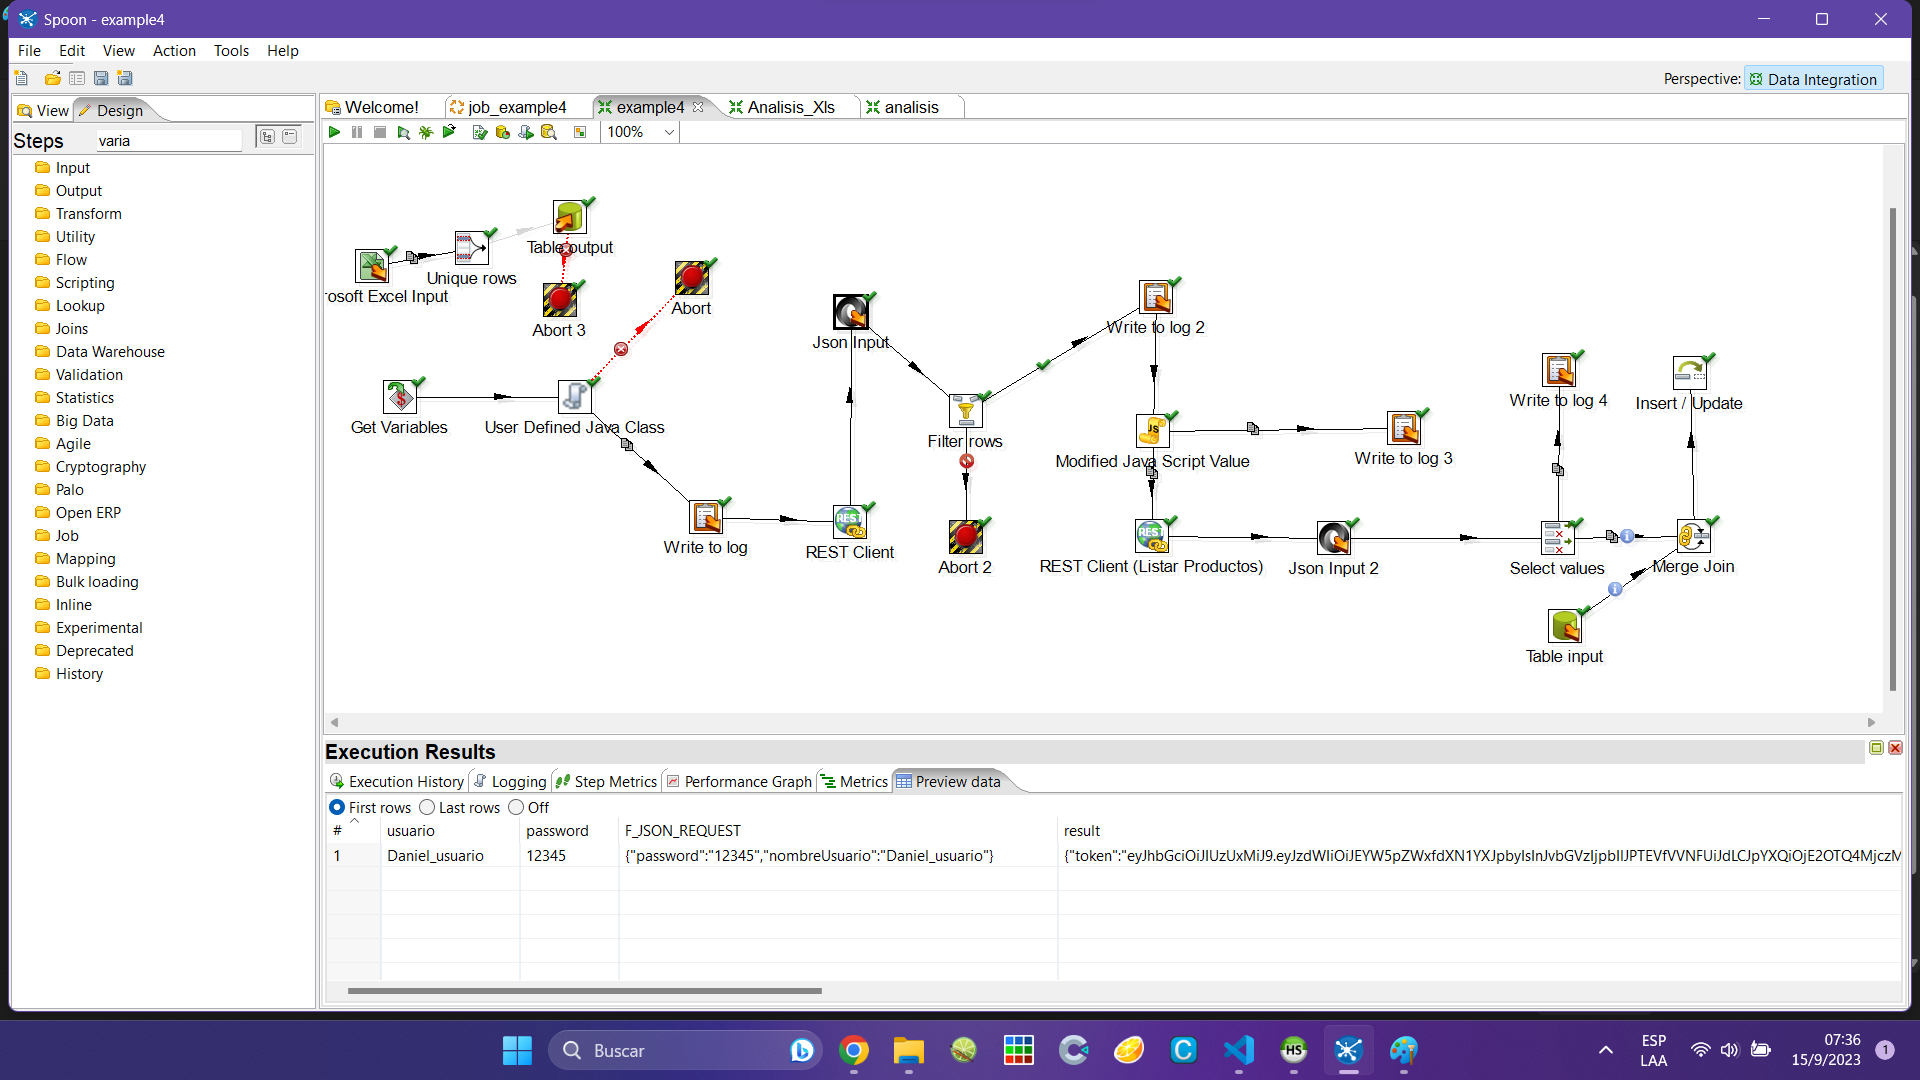 Spoon - example4
File Edit View Action Tools Help
Perspective: Data Integration
View Design
Welcome! job_example4 example4 Analisis_Xls analisis
Steps varia
100%
Input
Output
Transform
Utility
Flow
Scripting
Lookup
Joins
Data Warehouse
Validation
Statistics
Big Data
Agile
Cryptography
Palo
Open ERP
Job
Mapping
Bulk loading
Inline
Experimental
Deprecated
History
Table output
Unique rows
rosoft Excel Input
Abort 3
Abort
Json Input
Write to log 2
Get Variables
User Defined Java Class
Filter rows
Modified Java Script Value
Write to log 3
Write to log 4
Insert / Update
Write to log
REST Client
Abort 2
REST Client (Listar Productos)
Json Input 2
Select values
Merge Join
Table input
Execution Results
Execution History Logging Step Metrics Performance Graph Metrics Preview data
First rows Last rows Off
# usuario password F_JSON_REQUEST result
1 Daniel_usuario 12345 {"password":"12345","nombreUsuario":"Daniel_usuario"} {"token":"eyJhbGciOiJIUzUxMiJ9.eyJzdWIiOiJEYW5pZWxfdXN1YXJpbyIsInJvbGVzIjpbIlJPTEVfVVNFUiJdLCJpYXQiOjE2OTQ4MjczM
Buscar
ESP
LAA
07:36
15/9/2023
1